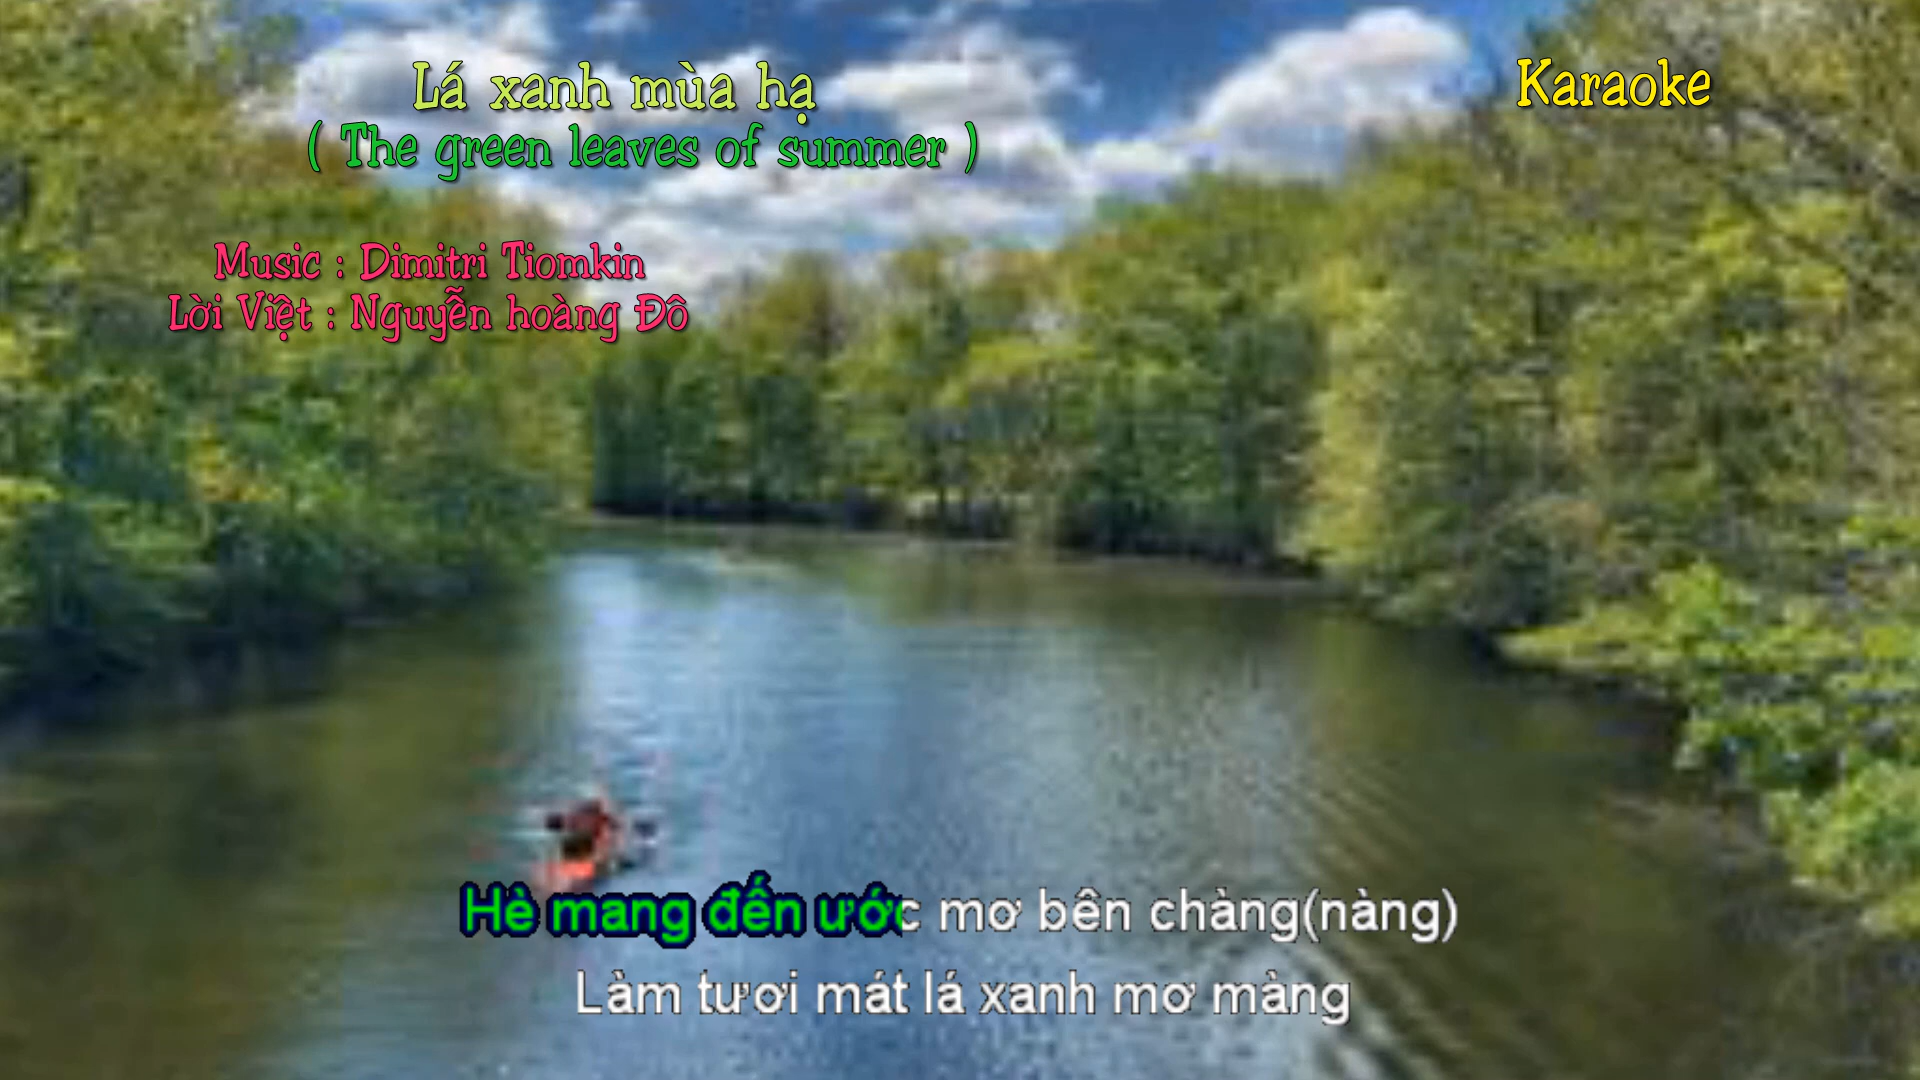 Lá xanh mùa hạ
( The green leaves of summer )
Karaoke
Music : Dimitri Tiomkin
Lời Việt : Nguyễn hoàng Đô
Hè mang đến ước mơ bên chàng(nàng)
Làm tươi mát lá xanh mơ màng